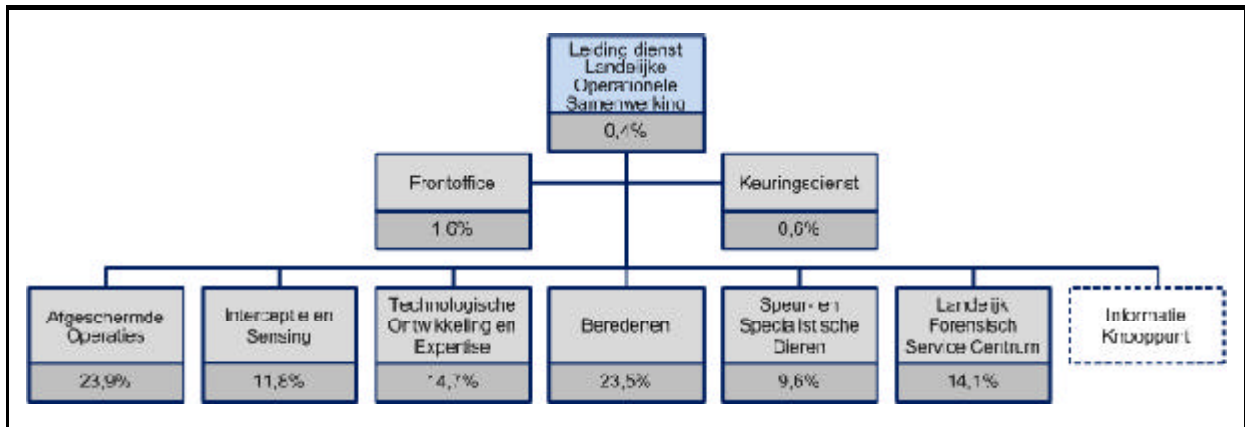 Leiding dienst
Landelijke
Operationele
Samenwerking
0,4%
Frontoffice
1,6%
Keuringsdienst
0,6%
Afgeschermde
Operaties
23,9%
Interceptie en
Sensing
11,8%
Technologische
Ontwikkeling en
Expertise
14,7%
Beredenen
23,5%
Speur- en
Specialistische
Dieren
9,6%
Landelijk
Forensisch
Service Centrum
14,1%
Informatie
Knooppunt